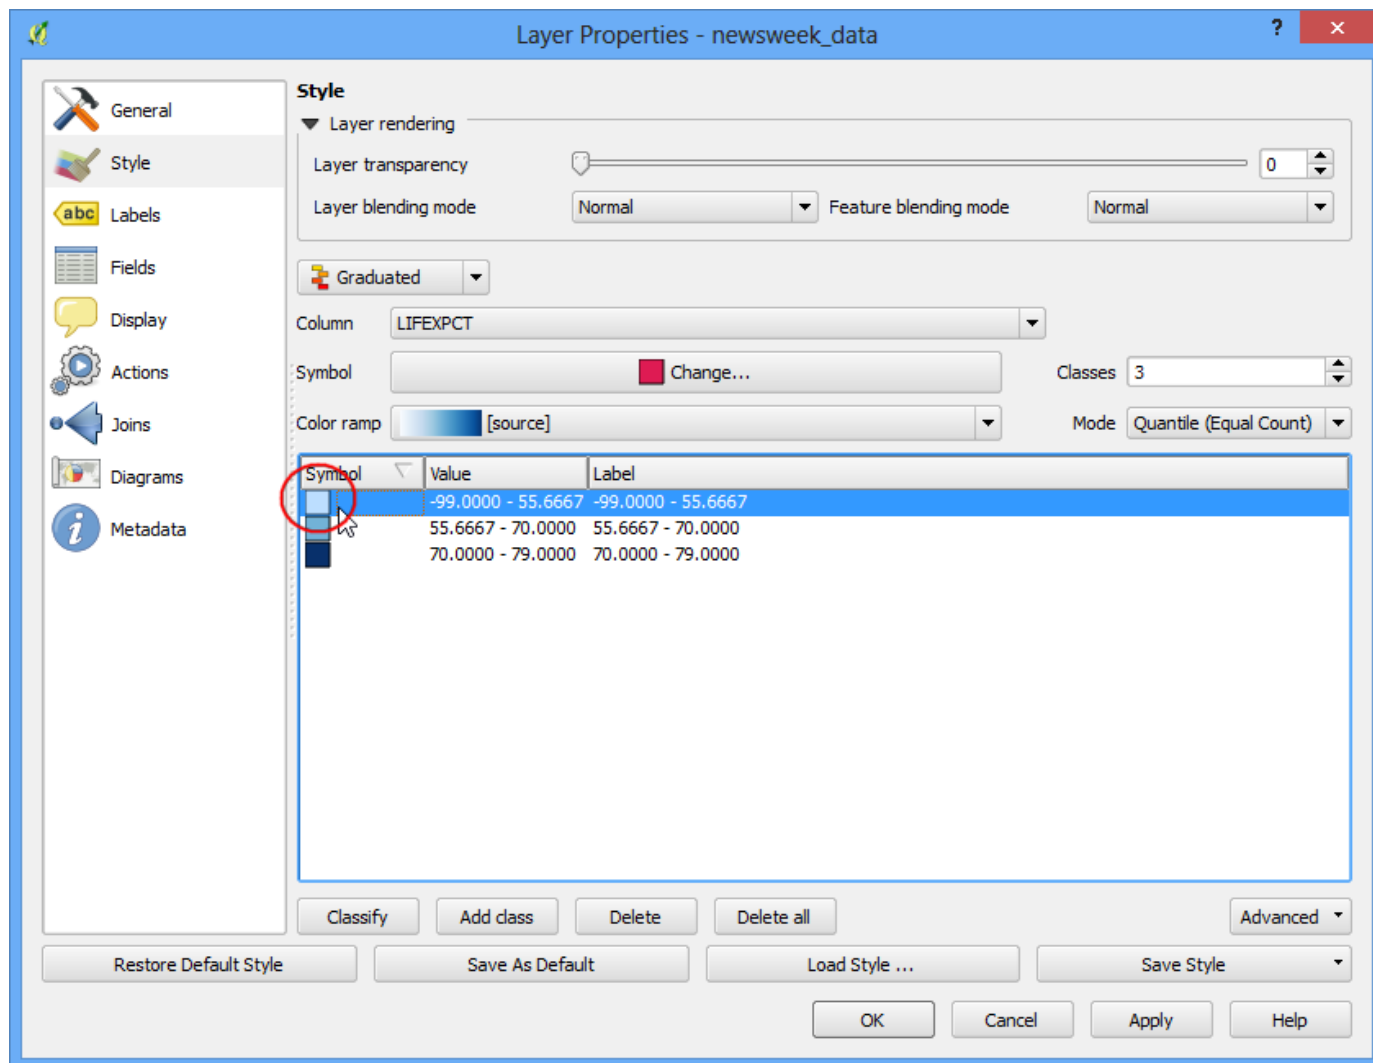 Layer Properties - newsweek_data
?
General
Style
abc
Labels
Fields
Display
Actions
Joins
Diagrams
i
Metadata
Style
Layer rendering
Layer transparency
0
Layer blending mode
Normal
Feature blending mode
Normal
Graduated
Column
LIFEXPCT
Symbol
Change...
Classes
3
Color ramp
[source]
Mode
Quantile (Equal Count)
Symbol Value Label
-99.0000 - 55.6667 -99.0000 - 55.6667
55.6667 - 70.0000 55.6667 - 70.0000
70.0000 - 79.0000 70.0000 - 79.0000
Classify
Add class
Delete
Delete all
Advanced
Restore Default Style
Save As Default
Load Style ...
Save Style
OK
Cancel
Apply
Help